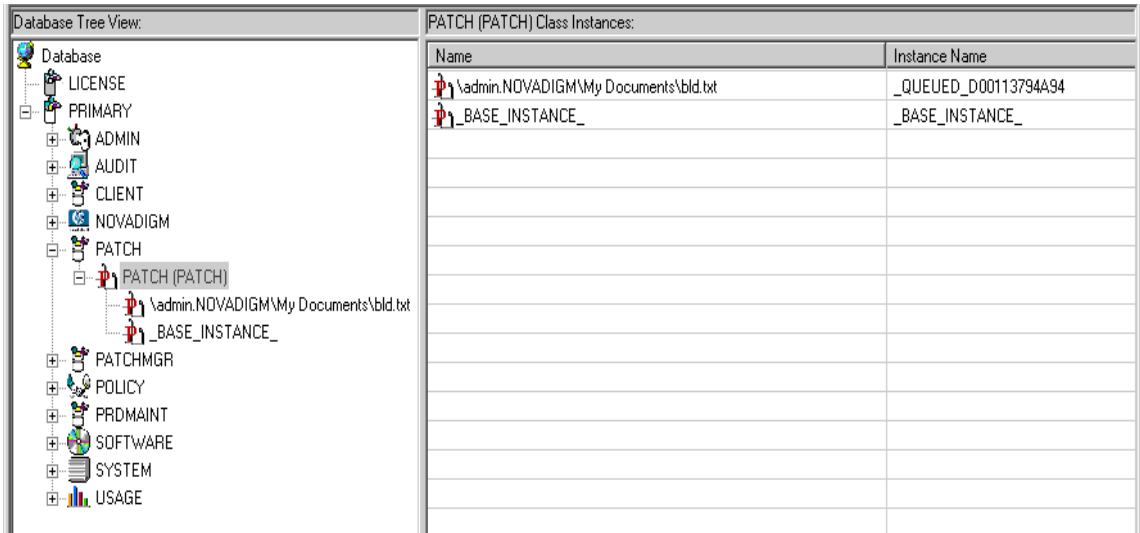 Database Tree View:
Database
LICENSE
PRIMARY
ADMIN
AUDIT
CLIENT
NOVADIGM
PATCH
PATCH (PATCH)
\admin.NOVADIGM\My Documents\bld.txt
_BASE_INSTANCE_
PATCHMGR
POLICY
PRDMAINT
SOFTWARE
SYSTEM
USAGE
PATCH (PATCH) Class Instances:
Name Instance Name
\admin.NOVADIGM\My Documents\bld.txt _QUEUED_D00113794A94
_BASE_INSTANCE_ _BASE_INSTANCE_